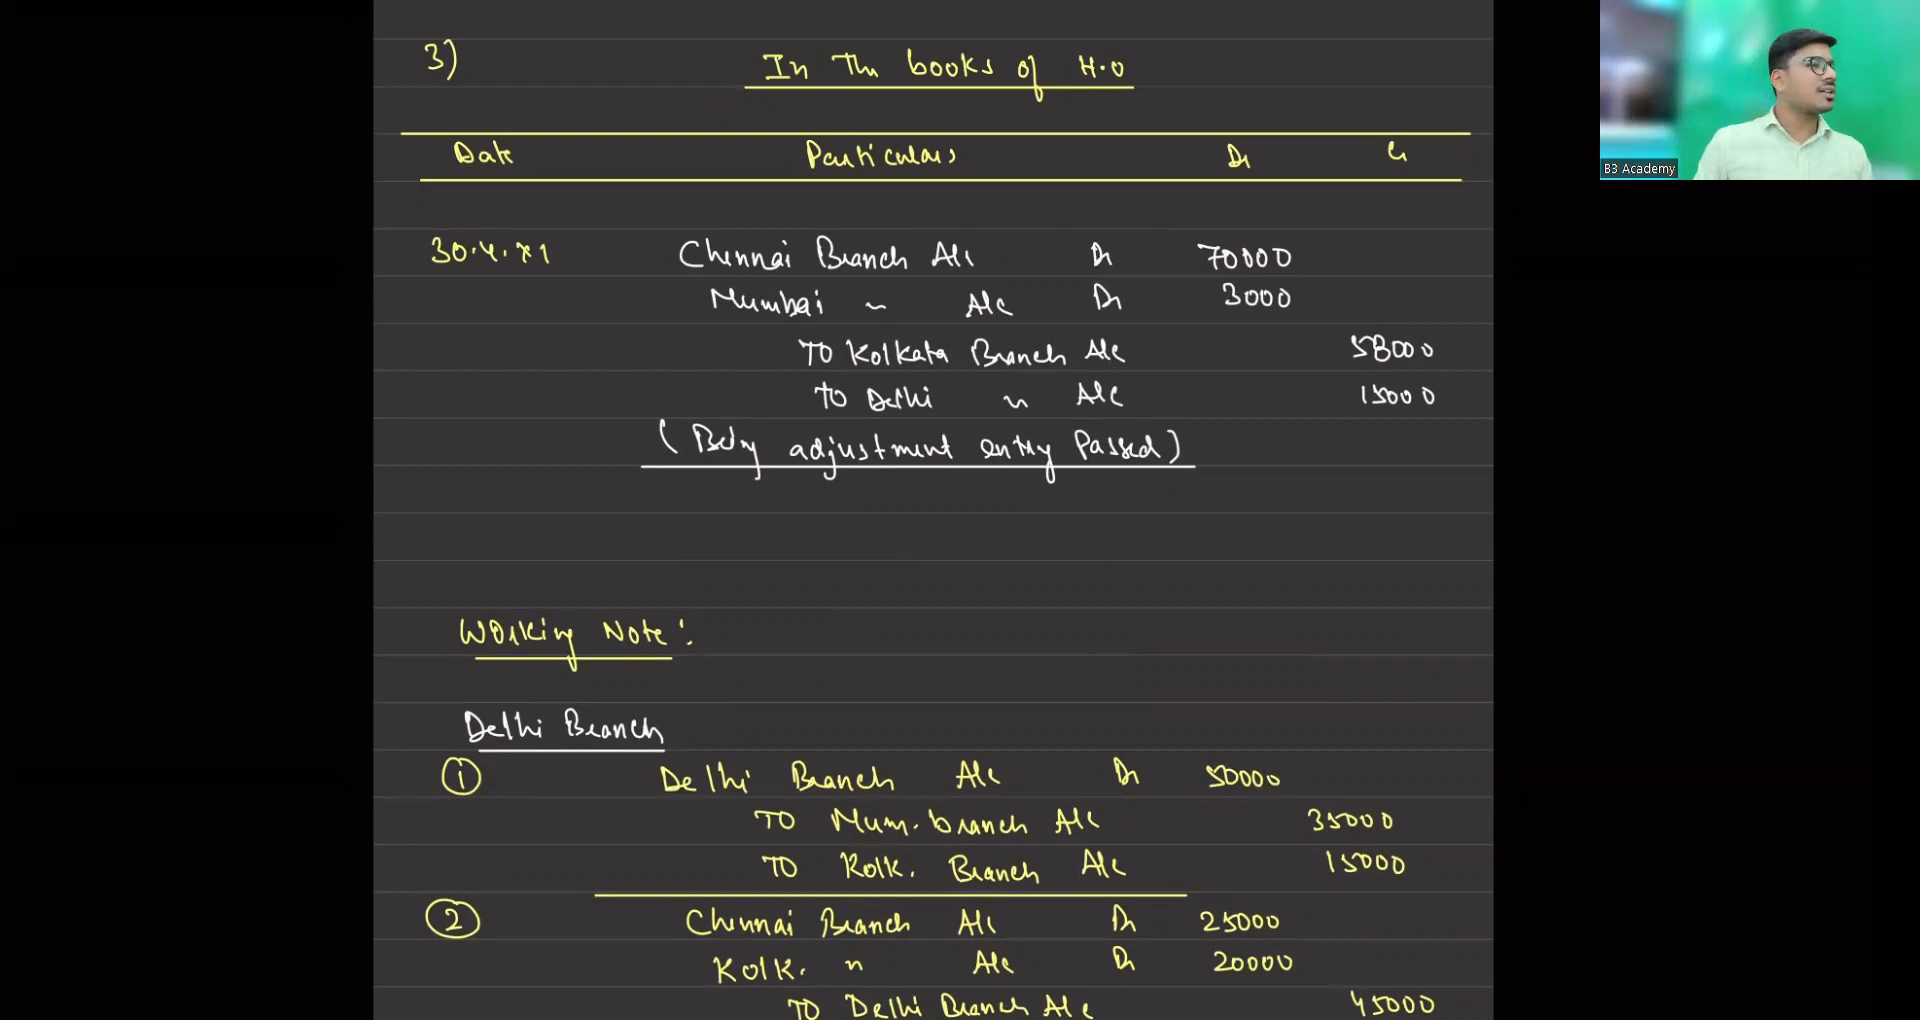 3) In The books of H.O
Date Particulars Dr Cr
30.4.X1 Chennai Branch A/c Dr 70000
Mumbai " A/c Dr 3000
TO Kolkata Branch A/c 58000
TO Delhi " A/c 15000
(Being adjustment entry Passed)
Working Note:
Delhi Branch
1 Delhi Branch A/c Dr 50000
TO Mum. branch A/c 35000
TO Kolk. Branch A/c 15000
2 Chennai Branch A/c Dr 25000
Kolk. " A/c Dr 20000
TO Delhi Branch A/c 45000
B3 Academy